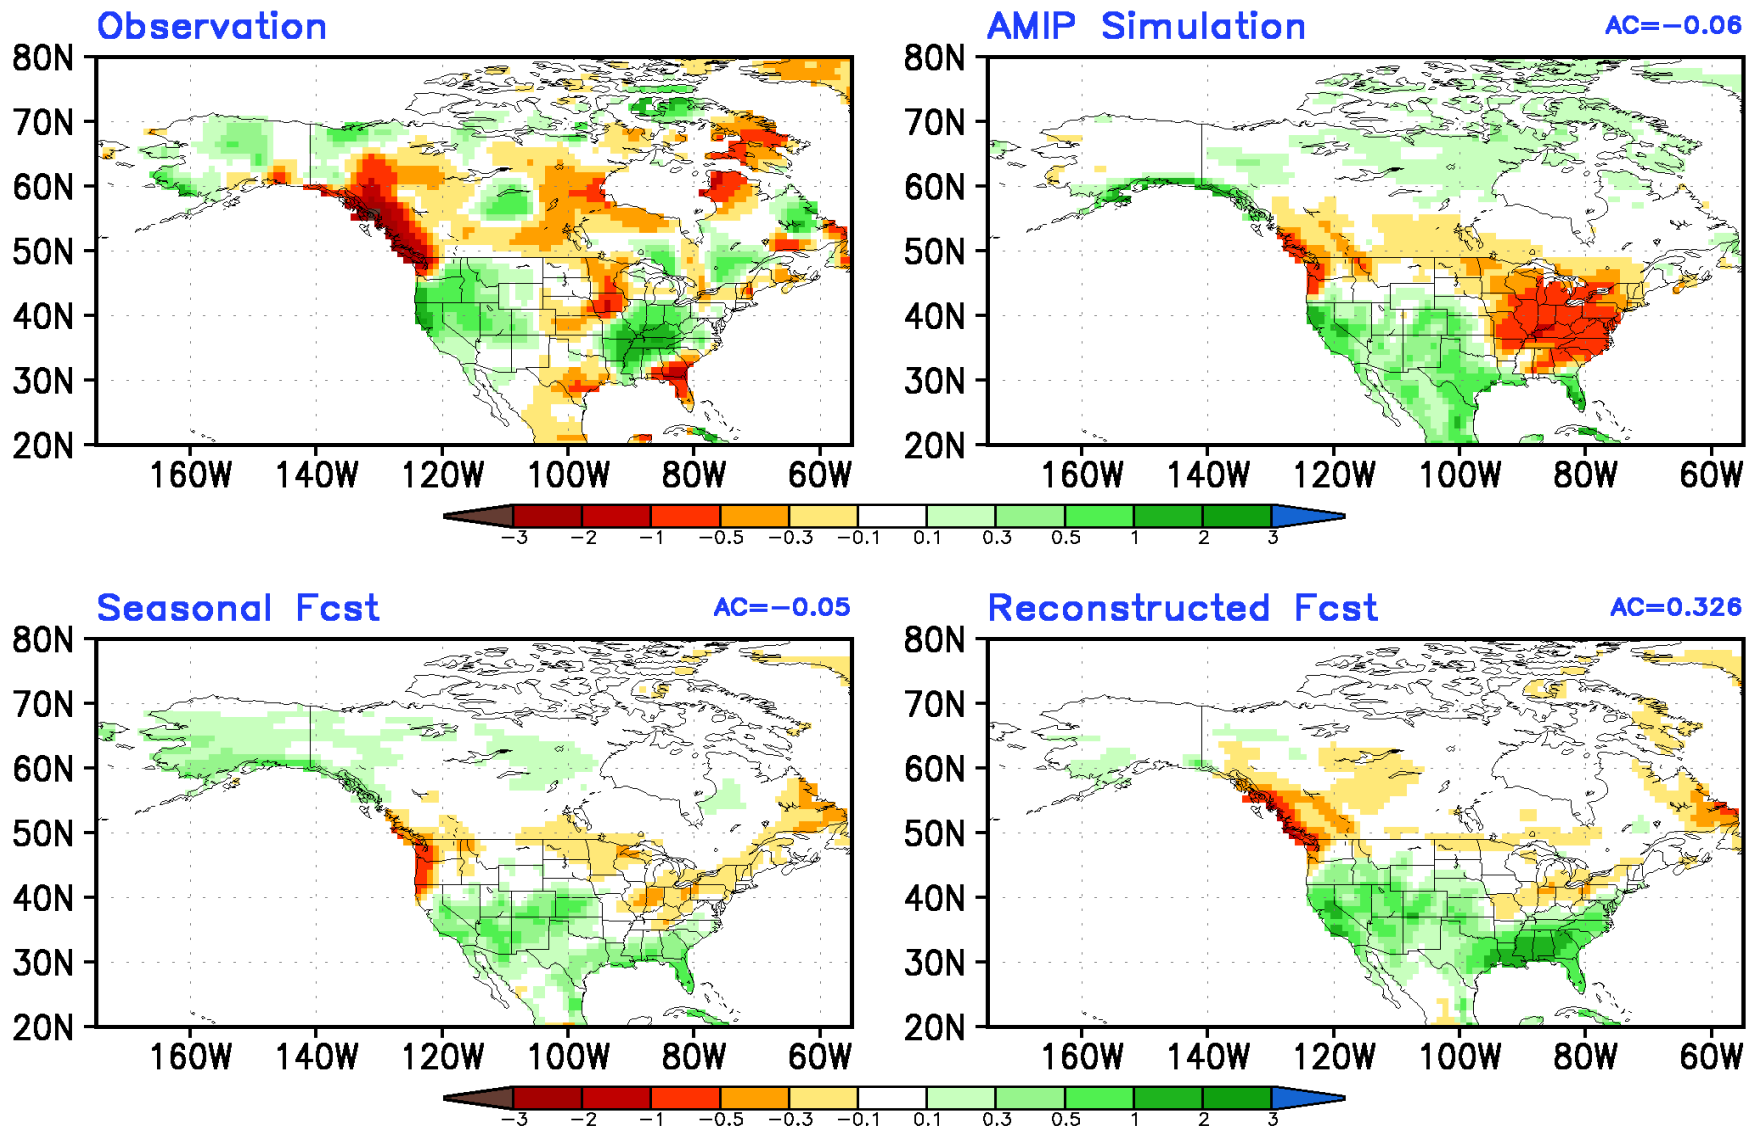 Observation
AMIP Simulation AC=-0.06
80N 80N
70N 70N
60N 60N
50N 50N
40N 40N
30N 30N
20N 20N
160W 140W 120W 100W 80W 60W 160W 140W 120W 100W 80W 60W
-3 -2 -1 -0.5 -0.3 -0.1 0.1 0.3 0.5 1 2 3
Seasonal Fcst AC=-0.05
Reconstructed Fcst AC=0.326
80N 80N
70N 70N
60N 60N
50N 50N
40N 40N
30N 30N
20N 20N
160W 140W 120W 100W 80W 60W 160W 140W 120W 100W 80W 60W
-3 -2 -1 -0.5 -0.3 -0.1 0.1 0.3 0.5 1 2 3